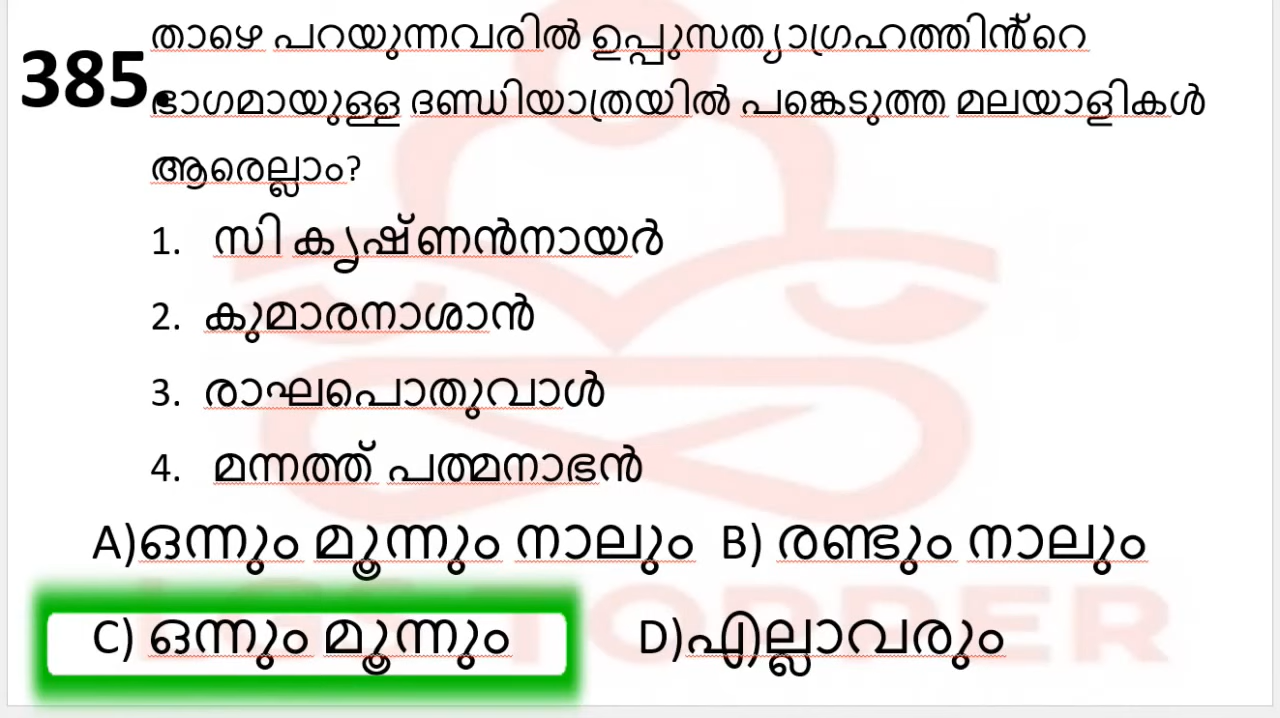 താഴെ പറയുന്നവരിൽ ഉപ്പുസത്യാഗ്രഹത്തിൻ്റെ
385.
ഭാഗമായുള്ള ദണ്ഡിയാത്രയിൽ പങ്കെടുത്ത മലയാളികൾ
ആരെല്ലാം?
1. സി കൃഷ്ണൻനായർ
2. കുമാരനാശാൻ
3. രാഘപൊതുവാൾ
4. മന്നത്ത് പത്മനാഭൻ
A)ഒന്നും മൂന്നും നാലും B) രണ്ടും നാലും
C) ഒന്നും മൂന്നും D)എല്ലാവരും